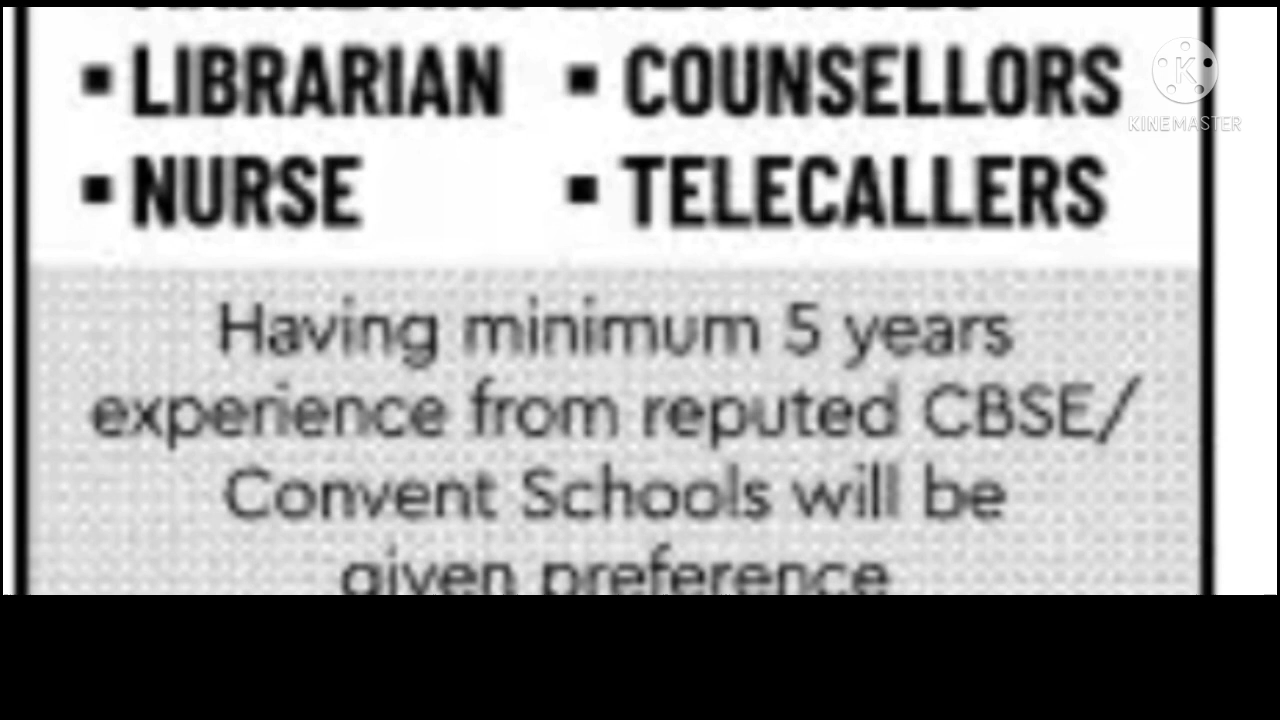 ▪ LIBRARIAN ▪ COUNSELLORS
▪ NURSE ▪ TELECALLERS
KINEMASTER
Having minimum 5 years
experience from reputed CBSE/
Convent Schools will be
given preference